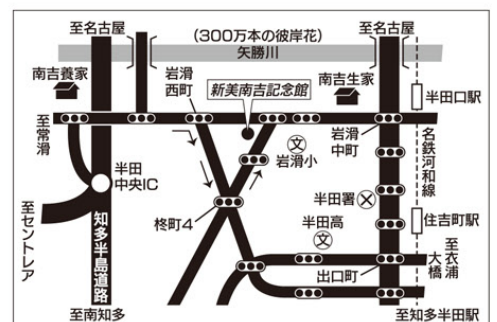 至名古屋
(300万本の彼岸花)
矢勝川
至名古屋
南吉養家
岩滑
西町
新美南吉記念館
南吉生家
半田口駅
至常滑
半田
中央IC
文
岩滑小
岩滑
中町
名鉄河和線
至セントレア
知多半島道路
柊町4
半田署
半田高
文
住吉町駅
出口町
至衣浦
大橋
至南知多
至知多半田駅